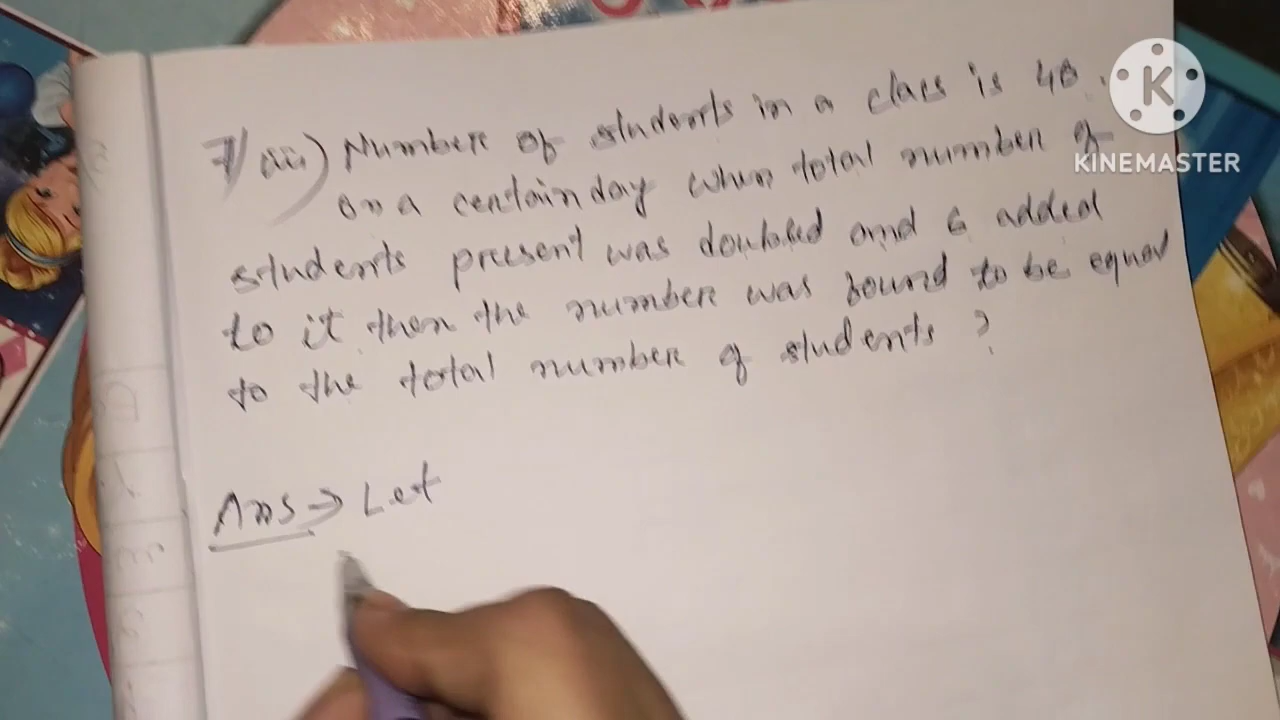 7) iii) Number of students in a class is 48.
on a certain day when total number of
students present was doubled and 6 added
to it then the number was found to be equal
to the total number of students ?
Ans ⇒ Let
K
KINEMASTER